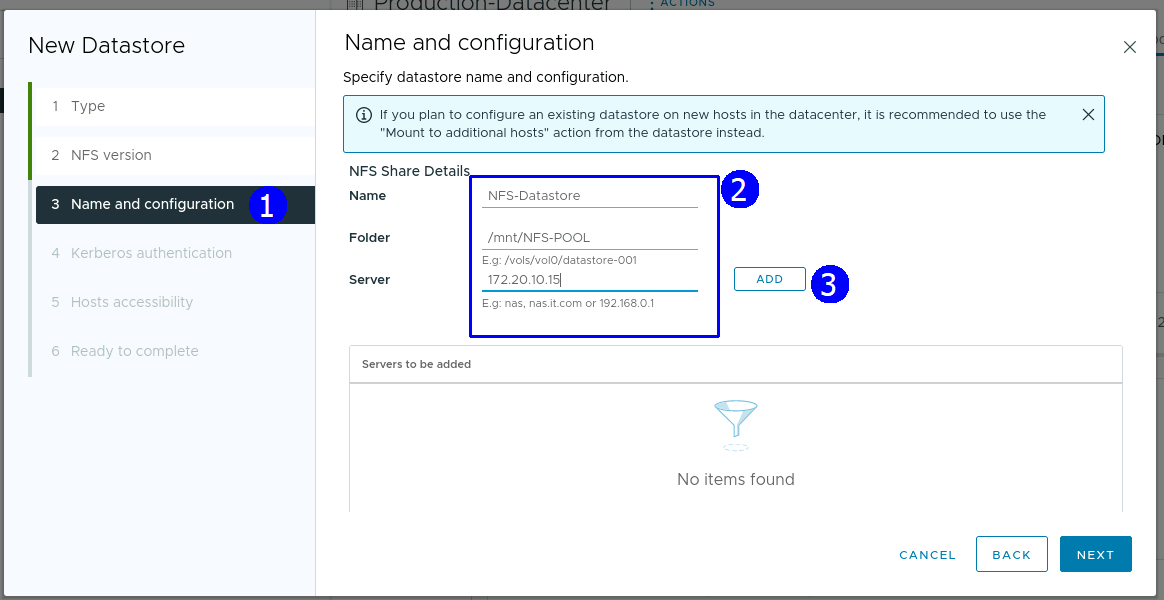 Production-Datacenter
ACTIONS
New Datastore
1 Type
2 NFS version
3 Name and configuration
1
4 Kerberos authentication
5 Hosts accessibility
6 Ready to complete
Name and configuration
Specify datastore name and configuration.
If you plan to configure an existing datastore on new hosts in the datacenter, it is recommended to use the
"Mount to additional hosts" action from the datastore instead.
NFS Share Details
Name
NFS-Datastore
2
Folder
/mnt/NFS-POOL
E.g: /vols/vol0/datastore-001
Server
172.20.10.15
ADD
3
E.g: nas, nas.it.com or 192.168.0.1
Servers to be added
No items found
CANCEL
BACK
NEXT